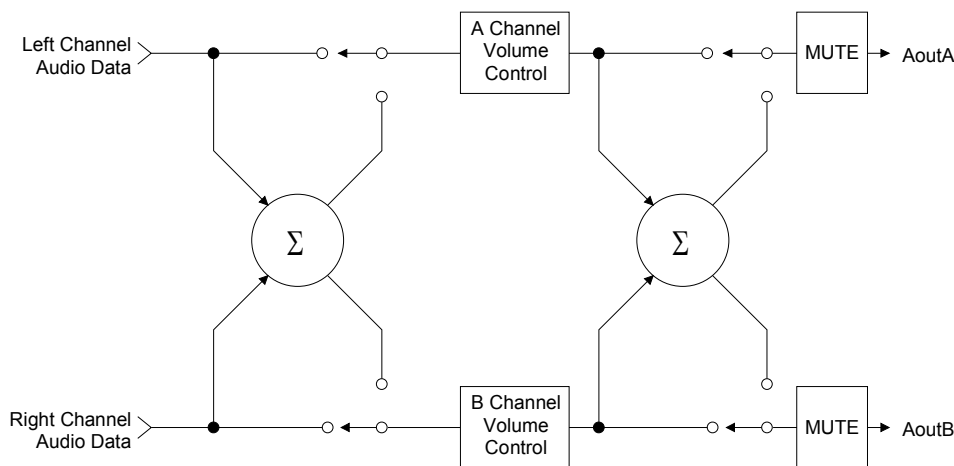 Left Channel
Audio Data
A Channel
Volume
Control
MUTE
AoutA
Σ
Σ
Right Channel
Audio Data
B Channel
Volume
Control
MUTE
AoutB